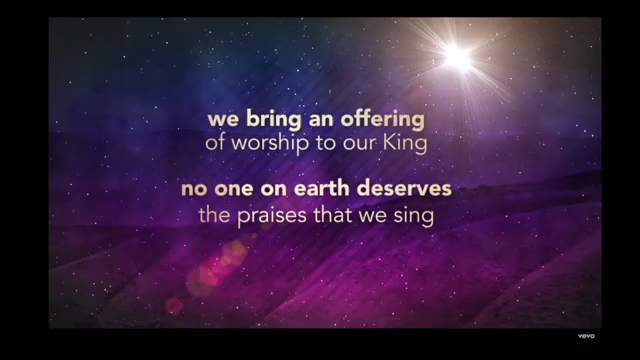 we bring an offering
of worship to our King
no one on earth deserves
the praises that we sing
vevo